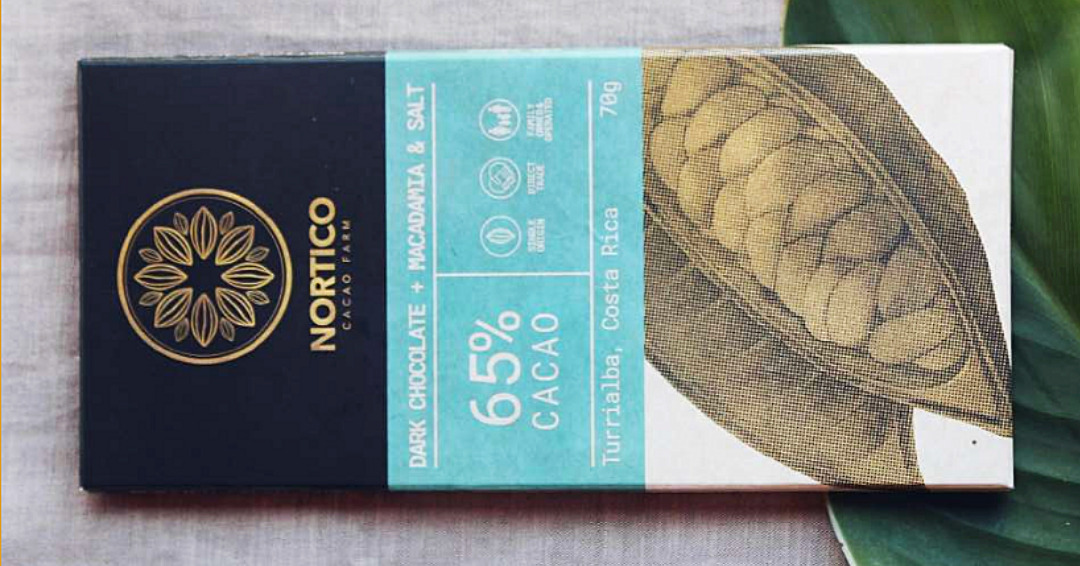 NORTICO
CACAO FARM
DARK CHOCOLATE + MACADAMIA & SALT
65%
CACAO
SINGLE
ORIGIN
DIRECT
TRADE
FAMILY
OWNED&
OPERATED
Turrialba, Costa Rica
70g